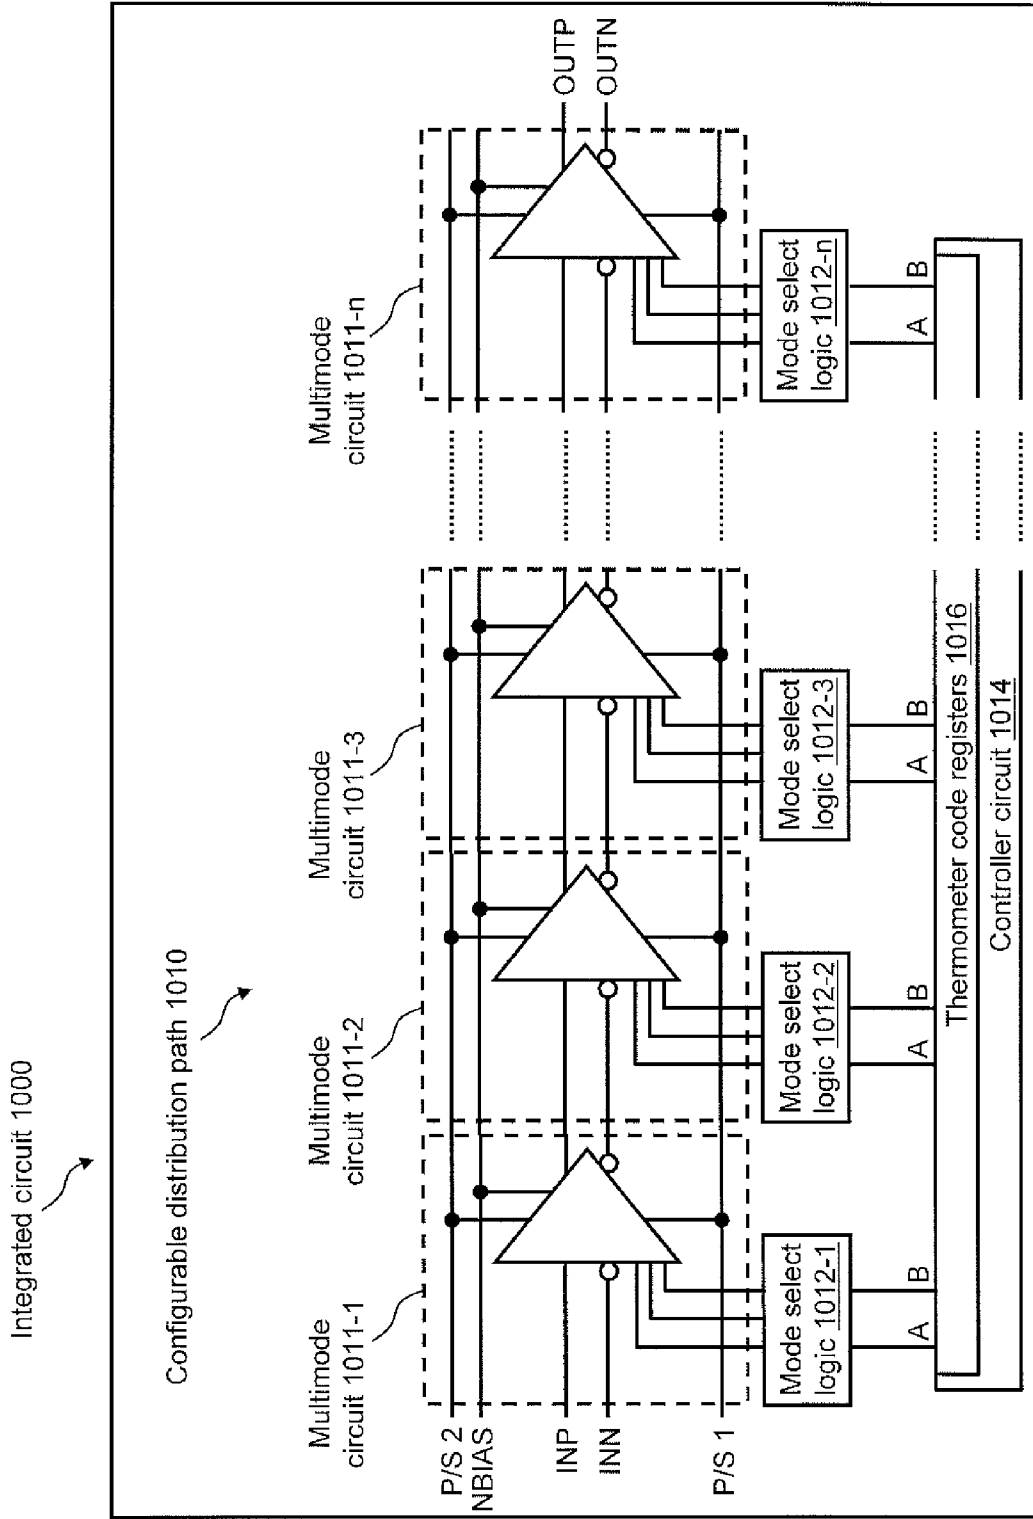 Integrated circuit 1000
Configurable distribution path 1010
Multimode
circuit 1011-1
Multimode
circuit 1011-2
Multimode
circuit 1011-3
Multimode
circuit 1011-n
P/S 2
NBIAS
INP
INN
P/S 1
OUTP
OUTN
Mode select
logic 1012-1
Mode select
logic 1012-2
Mode select
logic 1012-3
Mode select
logic 1012-n
A
B
A
B
A
B
A
B
Thermometer code registers 1016
Controller circuit 1014